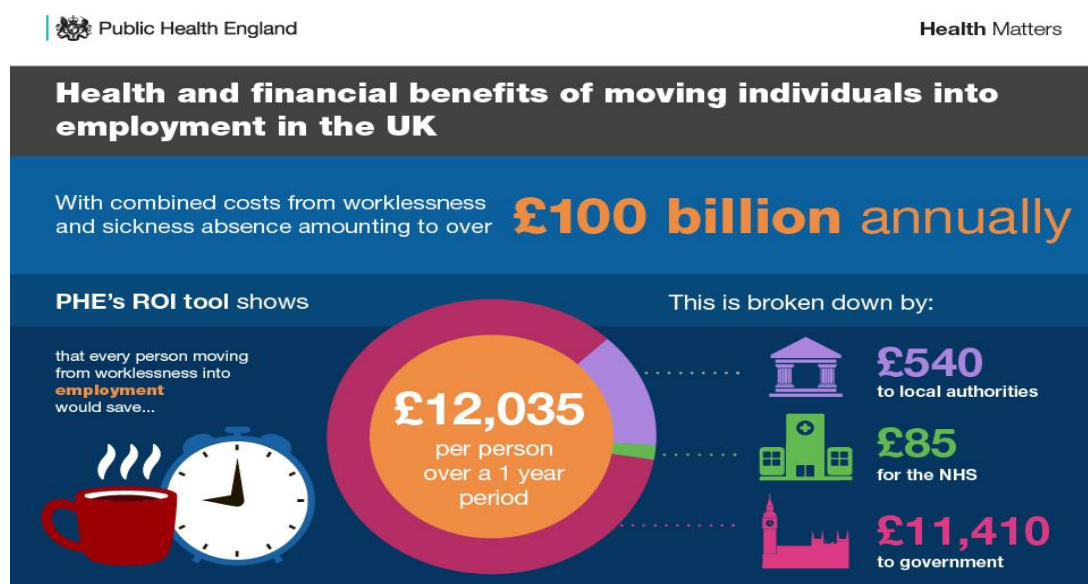 Public Health England
Health Matters
Health and financial benefits of moving individuals into
employment in the UK
With combined costs from worklessness
and sickness absence amounting to over
£100 billion annually
PHE's ROI tool shows
that every person moving
from worklessness into
employment
would save...
£12,035
per person
over a 1 year
period
This is broken down by:
£540
to local authorities
£85
for the NHS
£11,410
to government